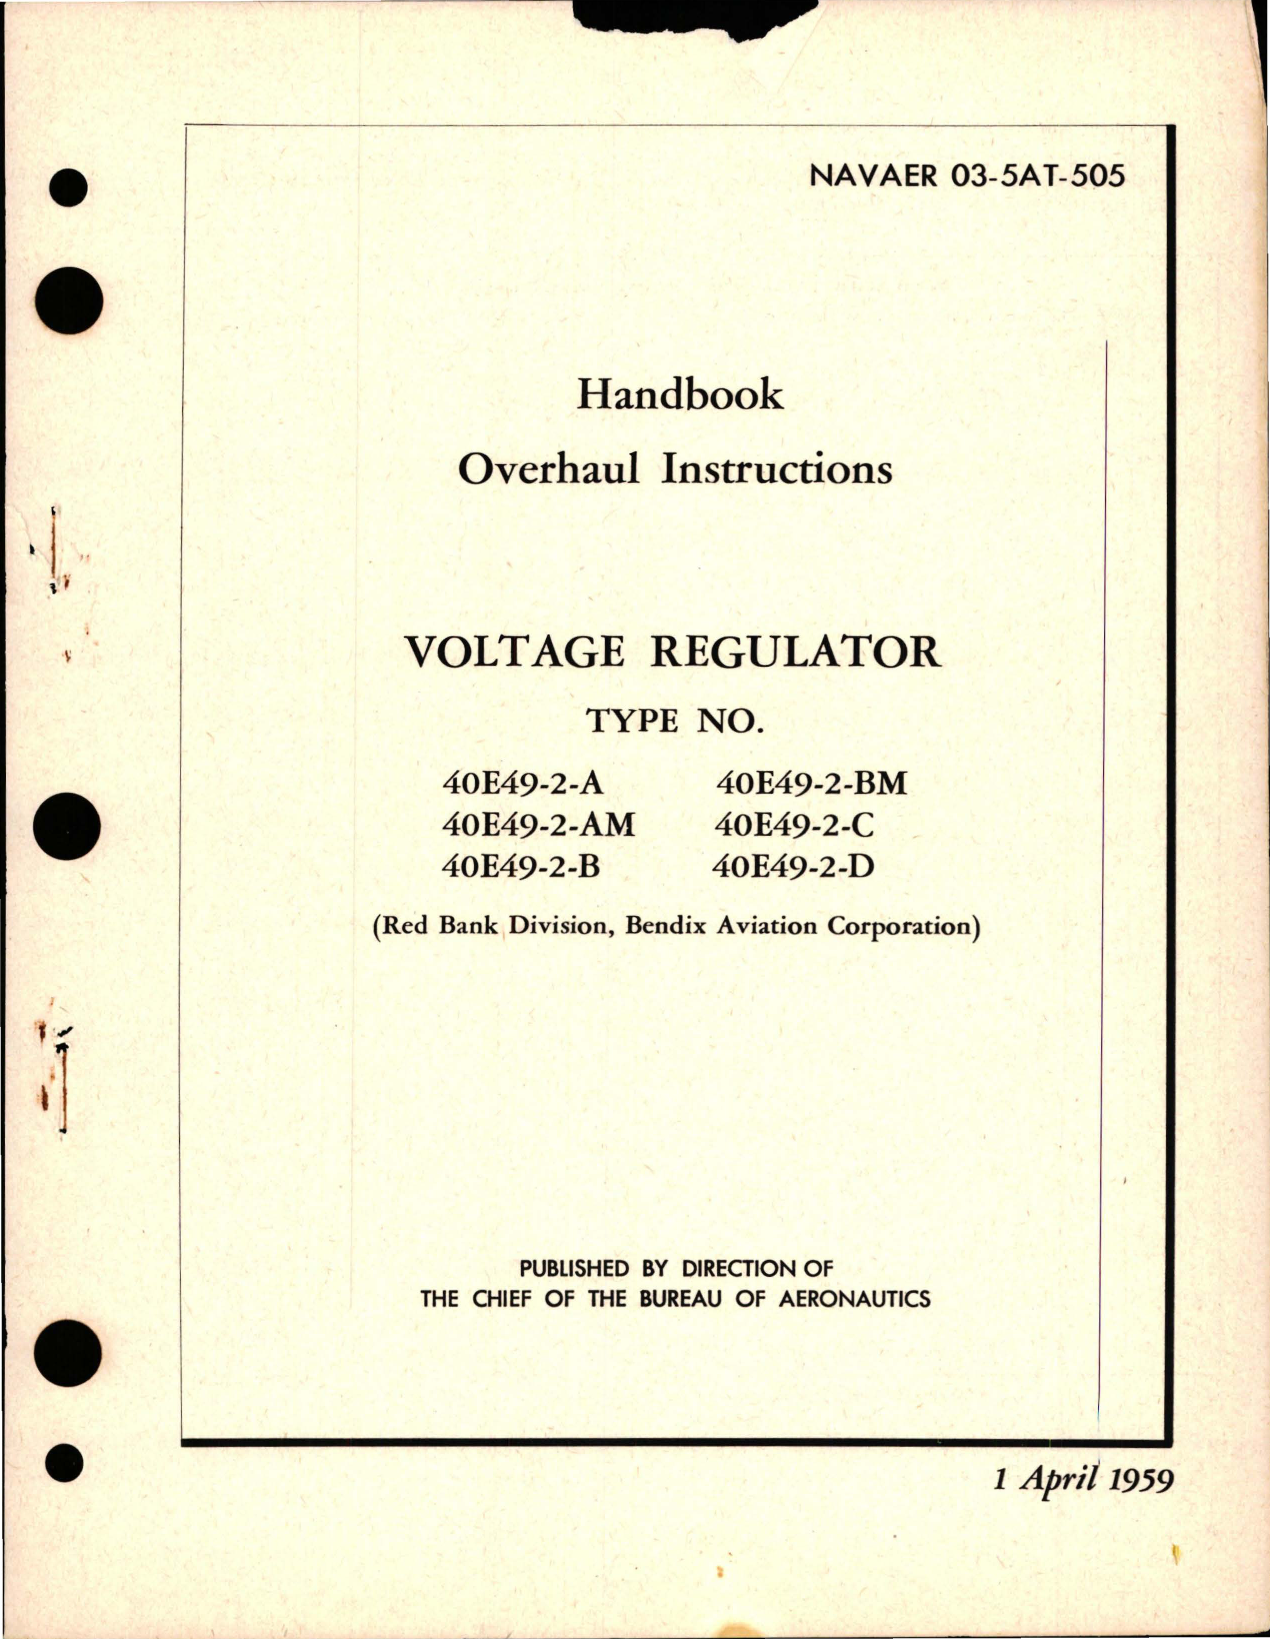 NAVAER 03-5AT-505
Handbook
Overhaul Instructions
VOLTAGE REGULATOR
TYPE NO.
40E49-2-A 40E49-2-BM
40E49-2-AM 40E49-2-C
40E49-2-B 40E49-2-D
(Red Bank Division, Bendix Aviation Corporation)
PUBLISHED BY DIRECTION OF
THE CHIEF OF THE BUREAU OF AERONAUTICS
1 April 1959